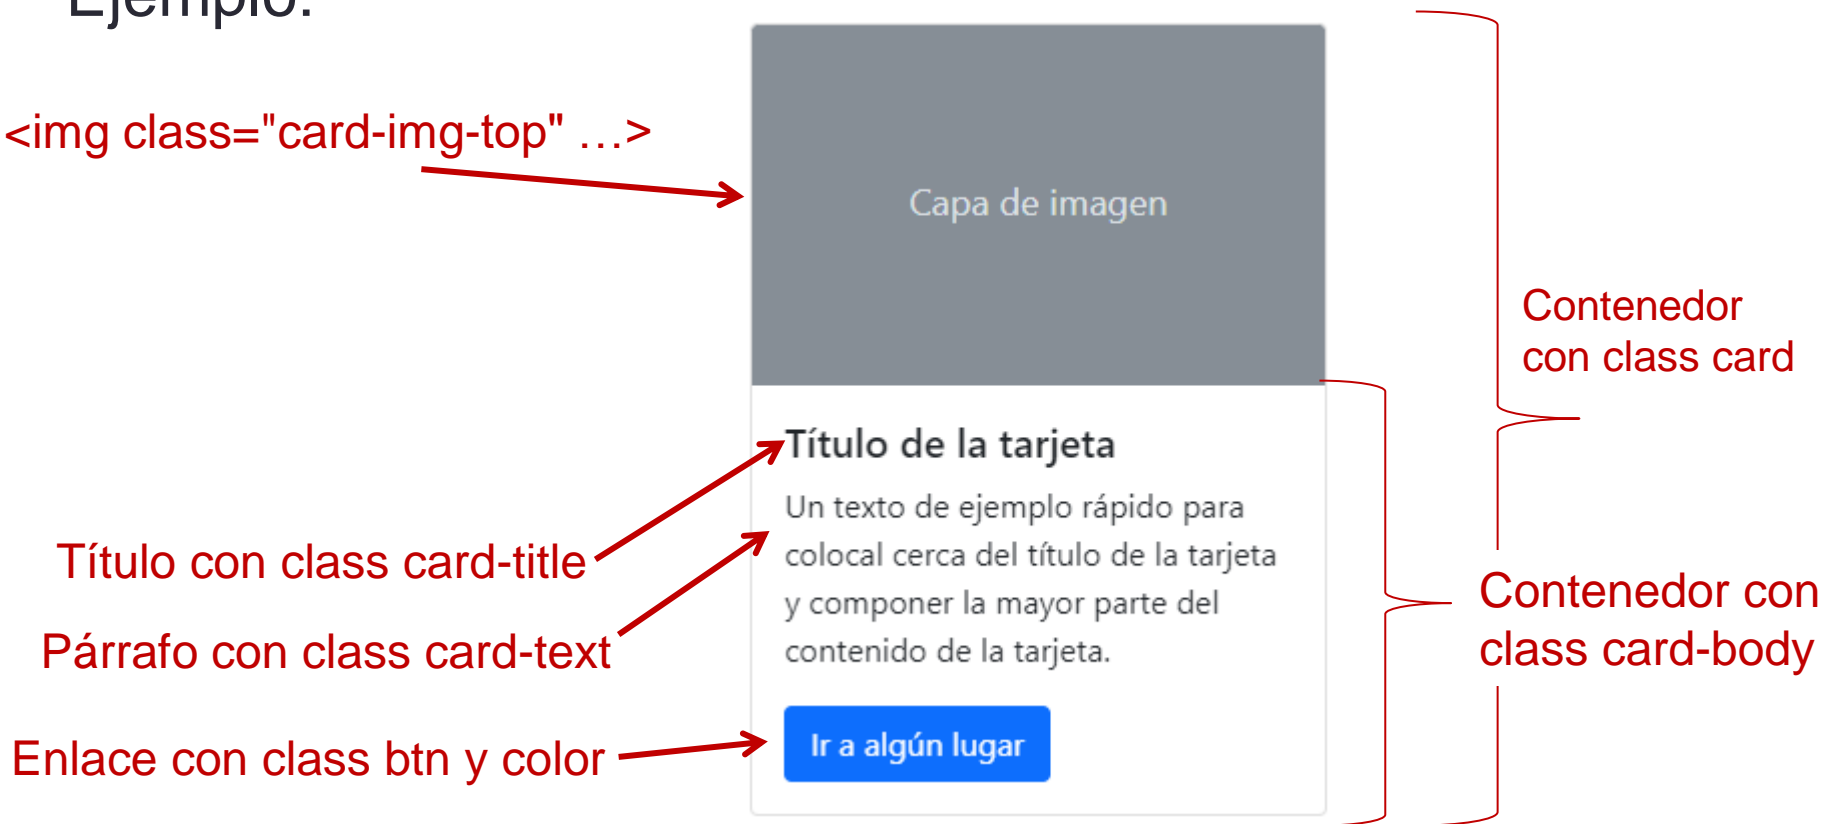 Ejemplo:
<img class="card-img-top" …>
Capa de imagen
Contenedor
con class card
Título de la tarjeta
Un texto de ejemplo rápido para
colocal cerca del título de la tarjeta
y componer la mayor parte del
contenido de la tarjeta.
Ir a algún lugar
Título con class card-title
Párrafo con class card-text
Enlace con class btn y color
Contenedor con
class card-body